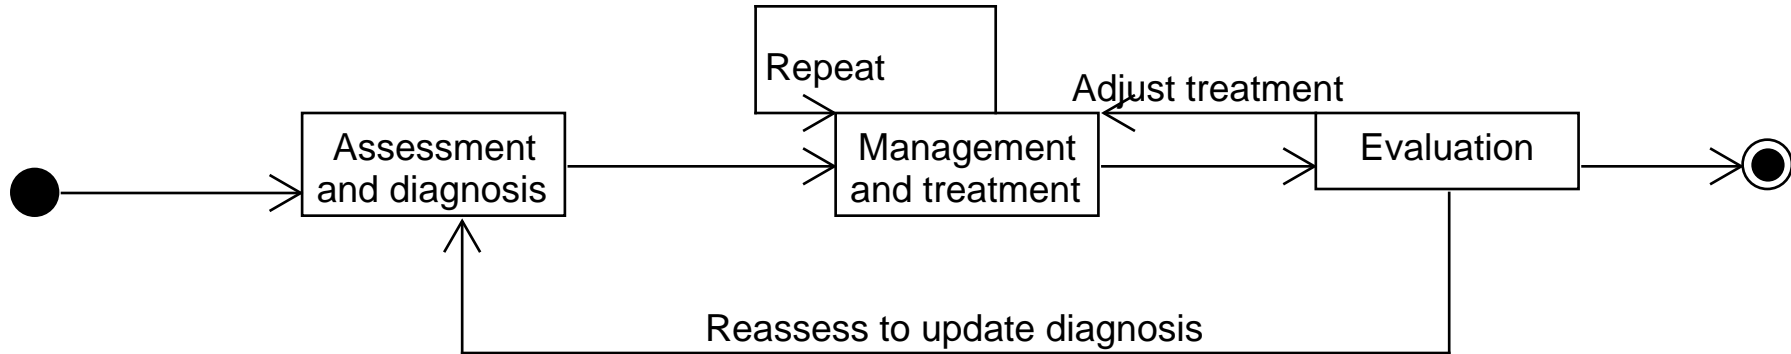 Repeat
Adjust treatment
Assessment
and diagnosis
Management
and treatment
Evaluation
Reassess to update diagnosis